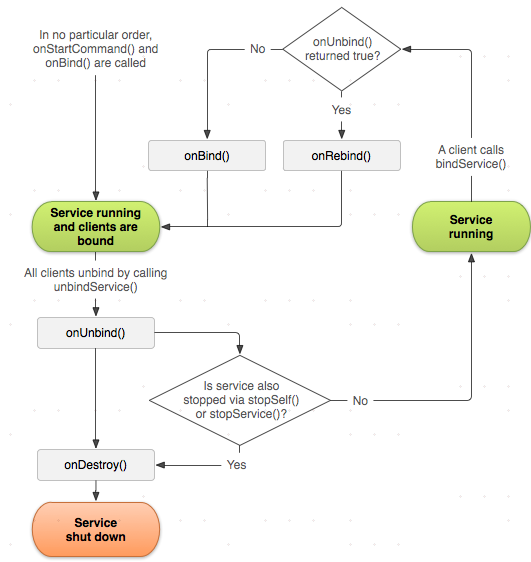 In no particular order,
onStartCommand() and
onBind() are called
No
onUnbind()
returned true?
Yes
onBind()
onRebind()
A client calls
bindService()
Service running
and clients are
bound
Service
running
All clients unbind by calling
unbindService()
onUnbind()
Is service also
stopped via stopSelf()
or stopService()?
No
Yes
onDestroy()
Service
shut down